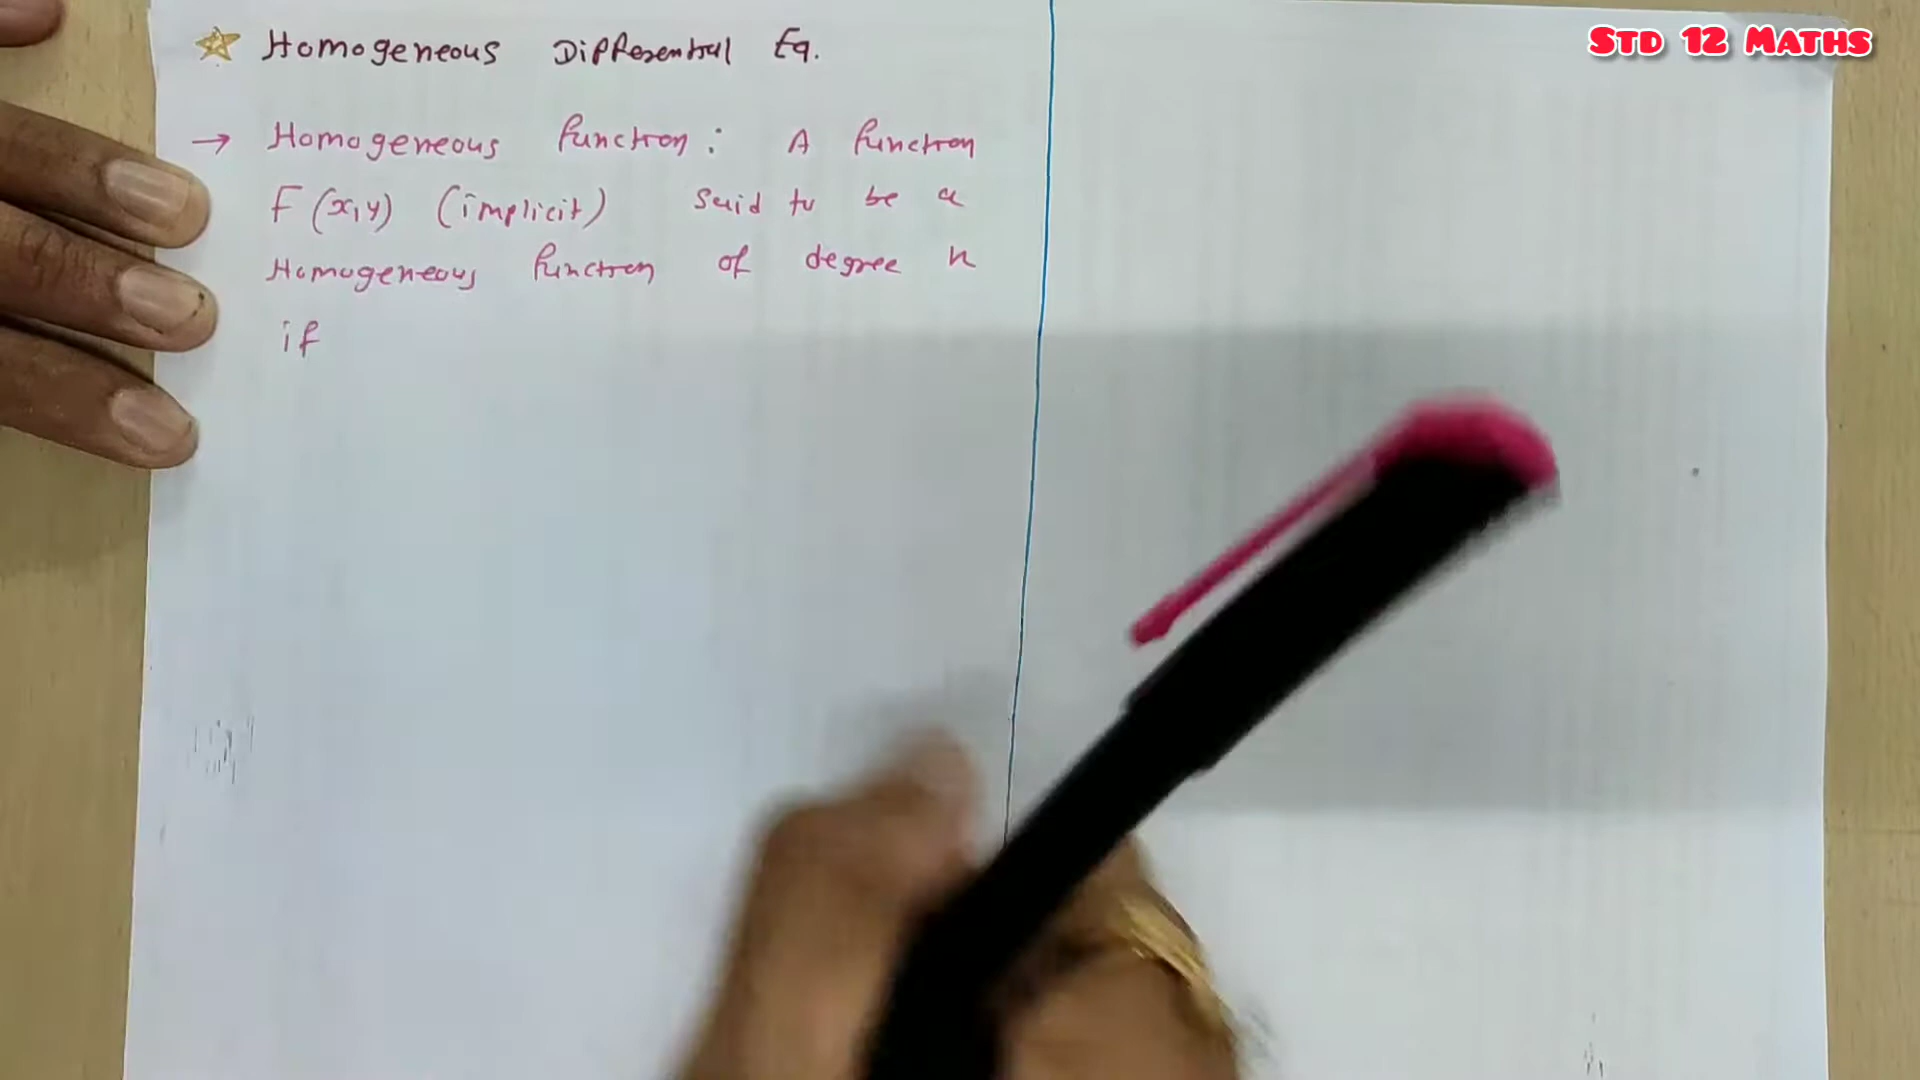 Std 12 Maths
Homogeneous Differential Eq.
→ Homogeneous function: A function
F(x,y) (implicit) said to be a
Homogeneous function of degree n
if